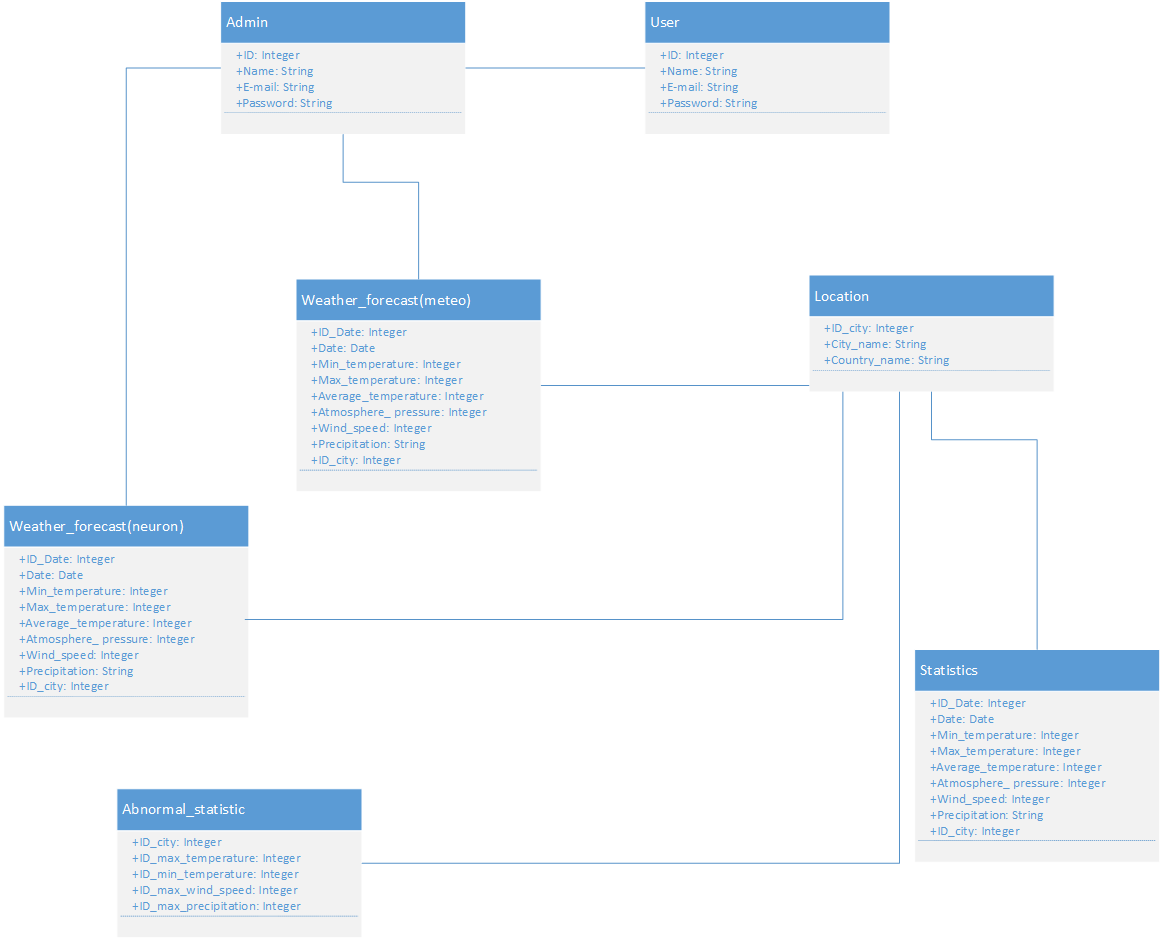 Admin
+ID: Integer
+Name: String
+E-mail: String
+Password: String
User
+ID: Integer
+Name: String
+E-mail: String
+Password: String
Weather_forecast(meteo)
+ID_Date: Integer
+Date: Date
+Min_temperature: Integer
+Max_temperature: Integer
+Average_temperature: Integer
+Atmosphere_ pressure: Integer
+Wind_speed: Integer
+Precipitation: String
+ID_city: Integer
Location
+ID_city: Integer
+City_name: String
+Country_name: String
Weather_forecast(neuron)
+ID_Date: Integer
+Date: Date
+Min_temperature: Integer
+Max_temperature: Integer
+Average_temperature: Integer
+Atmosphere_ pressure: Integer
+Wind_speed: Integer
+Precipitation: String
+ID_city: Integer
Statistics
+ID_Date: Integer
+Date: Date
+Min_temperature: Integer
+Max_temperature: Integer
+Average_temperature: Integer
+Atmosphere_ pressure: Integer
+Wind_speed: Integer
+Precipitation: String
+ID_city: Integer
Abnormal_statistic
+ID_city: Integer
+ID_max_temperature: Integer
+ID_min_temperature: Integer
+ID_max_wind_speed: Integer
+ID_max_precipitation: Integer